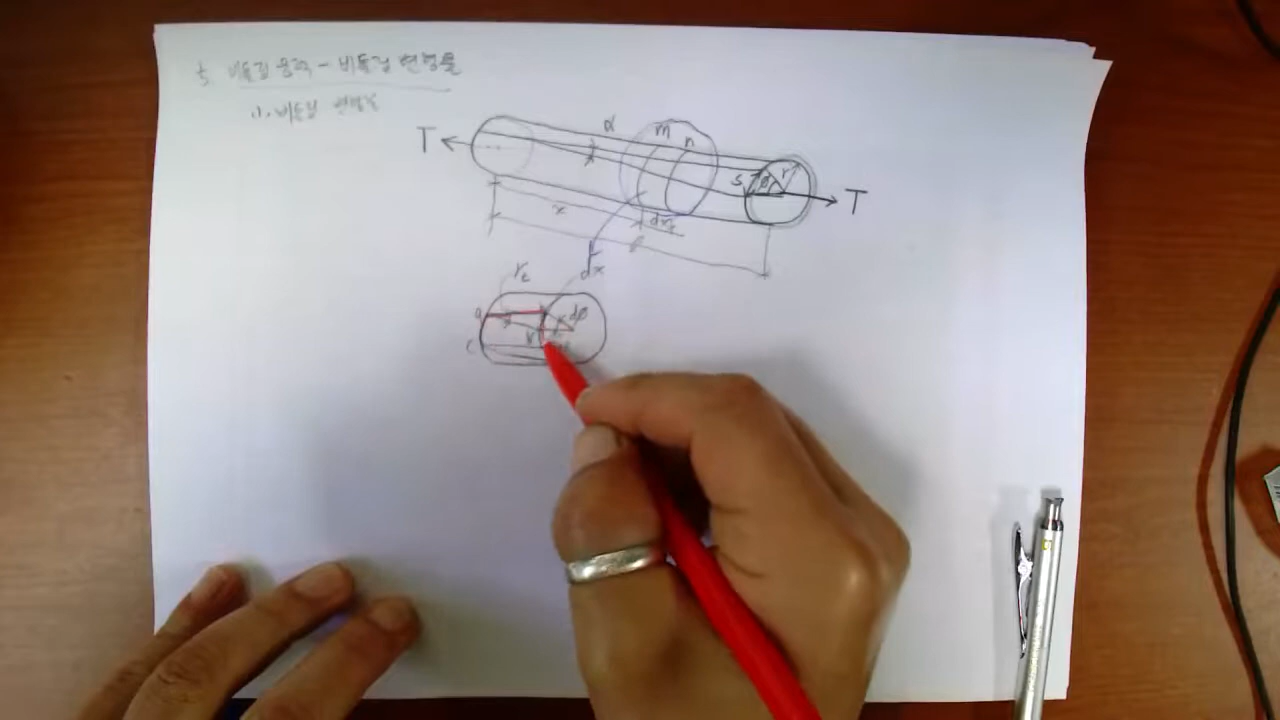 5. 비틀림 응력 - 비틀림 변형률
1). 비틀림 변형률
T
α
m
n
S
ϕ
r
T
x
dx
l
dx
a
dϕ
c